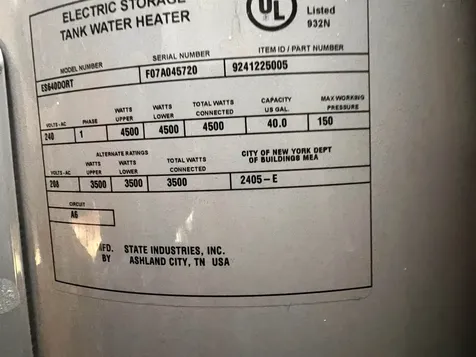 ELECTRIC STORAGE
TANK WATER HEATER
UL
Listed
932N
MODEL NUMBER SERIAL NUMBER ITEM ID / PART NUMBER
ES640DORT F07A045720 9241225005
VOLTS-AC PHASE WATTS UPPER WATTS LOWER TOTAL WATTS CONNECTED CAPACITY US GAL. MAX WORKING PRESSURE
240 1 4500 4500 4500 40.0 150
ALTERNATE RATINGS CITY OF NEW YORK DEPT OF BUILDINGS MEA
VOLTS-AC WATTS UPPER WATTS LOWER TOTAL WATTS CONNECTED
208 3500 3500 3500 2405-E
CIRCUIT
A6
MFD. STATE INDUSTRIES, INC.
BY ASHLAND CITY, TN USA